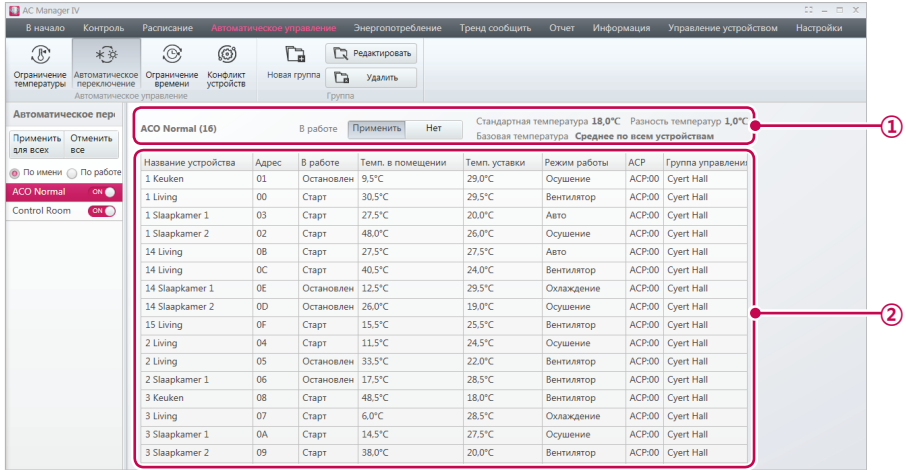 AC Manager IV
В начало Контроль Расписание Автоматическое управление Энергопотребление Тренд сообщить Отчет Информация Управление устройством Настройки
Ограничение температуры Автоматическое переключение Ограничение времени Конфликт устройств Новая группа Редактировать
Удалить
Автоматическое управление Группа
Автоматическое пер
Применить для всех Отменить все
По имени По работе
ACO Normal ON
Control Room ON
ACO Normal (16) В работе Применить Нет Стандартная температура 18,0°C Разность температур 1,0°C
Базовая температура Среднее по всем устройствам
①
Название устройства Адрес В работе Темп. в помещении Темп. уставки Режим работы ACP Группа управлени
1 Keuken 01 Остановлен 9,5°C 29,0°C Осушение ACP:00 Cyert Hall
1 Living 00 Старт 30,5°C 29,5°C Вентилятор ACP:00 Cyert Hall
1 Slaapkamer 1 03 Старт 27,5°C 20,0°C Авто ACP:00 Cyert Hall
1 Slaapkamer 2 02 Старт 48,0°C 26,0°C Осушение ACP:00 Cyert Hall
14 Living 0B Старт 27,5°C 27,5°C Авто ACP:00 Cyert Hall
14 Living 0C Старт 40,5°C 24,0°C Вентилятор ACP:00 Cyert Hall
14 Slaapkamer 1 0E Остановлен 12,5°C 29,5°C Охлаждение ACP:00 Cyert Hall
14 Slaapkamer 2 0D Остановлен 26,0°C 19,0°C Осушение ACP:00 Cyert Hall
15 Living 0F Старт 15,5°C 25,5°C Вентилятор ACP:00 Cyert Hall
2 Living 04 Старт 11,5°C 24,5°C Осушение ACP:00 Cyert Hall
2 Living 05 Остановлен 33,5°C 22,0°C Вентилятор ACP:00 Cyert Hall
2 Slaapkamer 1 06 Остановлен 17,5°C 28,5°C Вентилятор ACP:00 Cyert Hall
3 Keuken 08 Старт 48,5°C 18,0°C Вентилятор ACP:00 Cyert Hall
3 Living 07 Старт 6,0°C 28,5°C Охлаждение ACP:00 Cyert Hall
3 Slaapkamer 1 0A Старт 14,5°C 27,5°C Осушение ACP:00 Cyert Hall
3 Slaapkamer 2 09 Старт 38,0°C 20,0°C Вентилятор ACP:00 Cyert Hall
②